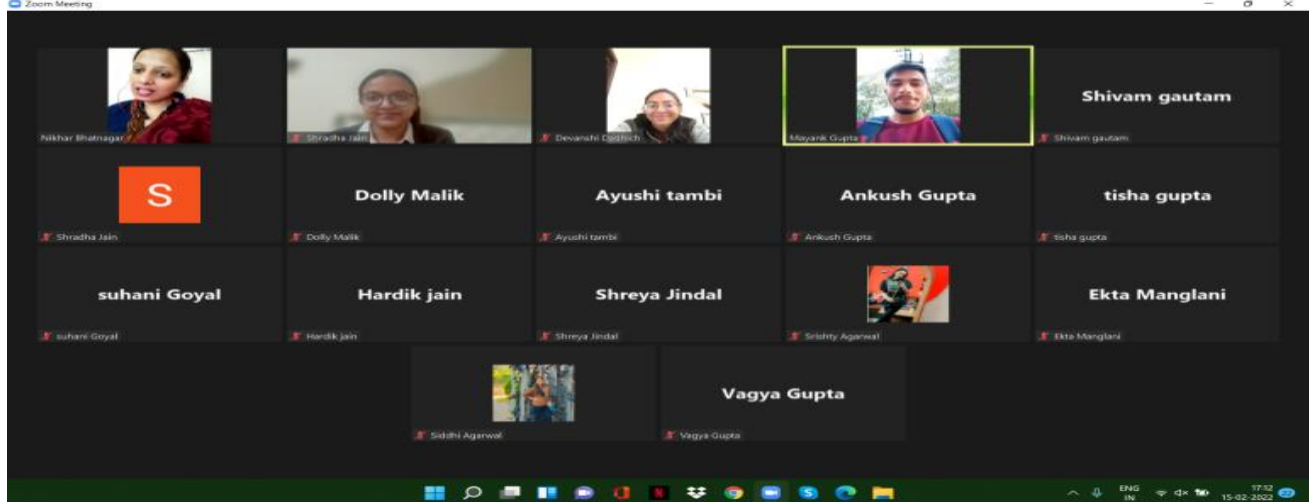 Zoom Meeting
Nikhar Bhatnagar
Shradha Jain
Devanshi Dadhich
Mayank Gupta
Shivam gautam
Shivam gautam
S
Dolly Malik
Ayushi tambi
Ankush Gupta
tisha gupta
Shradha Jain
Dolly Malik
Ayushi tambi
Ankush Gupta
tisha gupta
suhani Goyal
Hardik jain
Shreya Jindal
Ekta Manglani
suhani Goyal
Hardik jain
Shreya Jindal
Srishty Agarwal
Ekta Manglani
Vagya Gupta
Siddhi Agarwal
Vagya Gupta
ENG
IN
17:12
15-02-2022